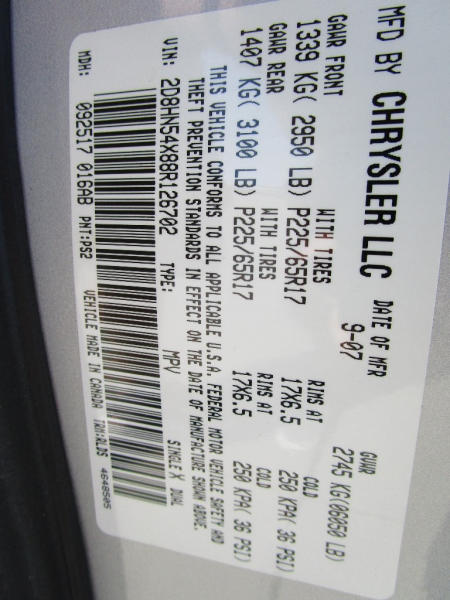 MFD BY CHRYSLER LLC DATE OF MFR 9-07 GVWR 2745 KG(06050 LB)
GAWR FRONT WITH TIRES RIMS AT COLD
1339 KG( 2950 LB) P225/65R17 17X6.5 250 KPA( 36 PSI)
GAWR REAR WITH TIRES RIMS AT COLD
1407 KG( 3100 LB) P225/65R17 17X6.5 250 KPA( 36 PSI)
THIS VEHICLE CONFORMS TO ALL APPLICABLE U.S.A. FEDERAL MOTOR VEHICLE SAFETY AND
THEFT PREVENTION STANDARDS IN EFFECT ON THE DATE OF MANUFACTURE SHOWN ABOVE.
VIN: 2D8HN54X88R126702 TYPE: MPV SINGLE X DUAL
MDH: 092517 016AB PNT:PS2
VEHICLE MADE IN CANADA TRM:ALDS 4648505